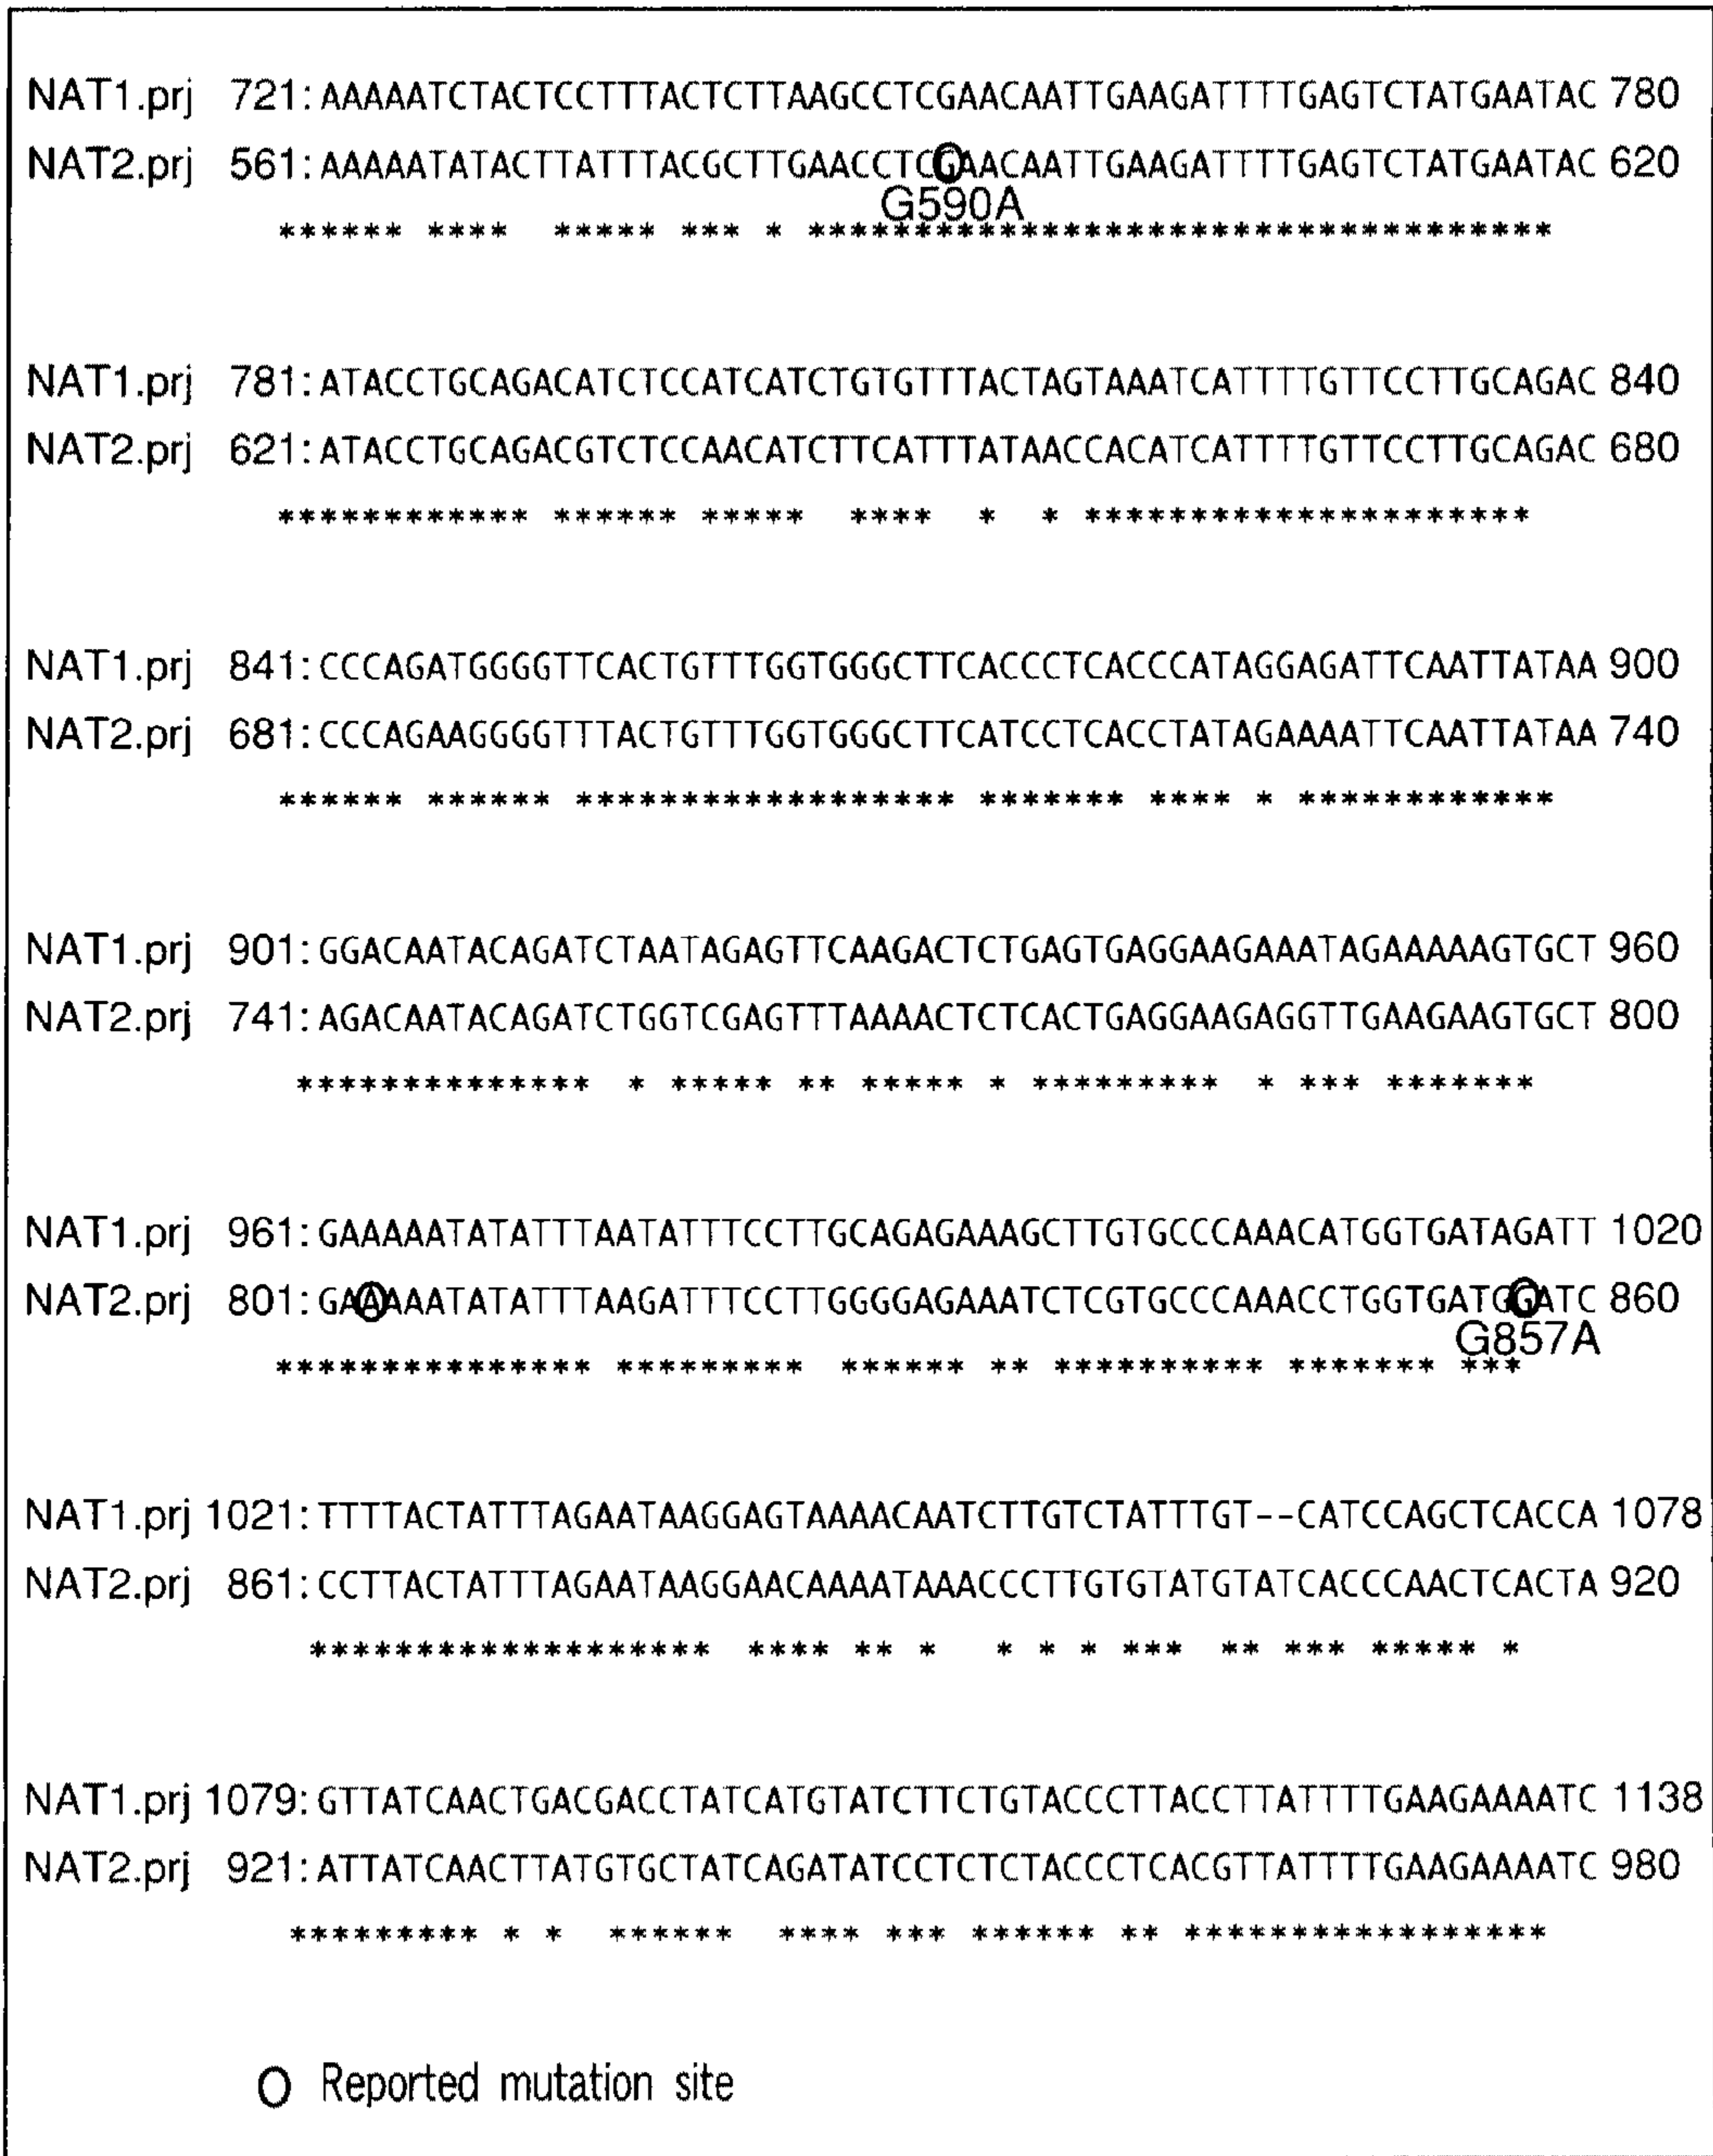 NAT1.prj 721:AAAAATCTACTCCTTTACTCTTAAGCCTCGAACAATTGAAGATTTTGAGTCTATGAATAC 780
NAT2.prj 561:AAAAATATACTTATTTACGCTTGAACCTCGAACAATTGAAGATTTTGAGTCTATGAATAC 620
G590A
****** **** ***** *** * ***********************************
NAT1.prj 781:ATACCTGCAGACATCTCCATCATCTGTGTTTACTAGTAAATCATTTTGTTCCTTGCAGAC 840
NAT2.prj 621:ATACCTGCAGACGTCTCCAACATCTTCATTTATAACCACATCATTTTGTTCCTTGCAGAC 680
************ ****** ***** **** * * *********************
NAT1.prj 841:CCCAGATGGGGTTCACTGTTTGGTGGGCTTCACCCTCACCCATAGGAGATTCAATTATAA 900
NAT2.prj 681:CCCAGAAGGGGTTTACTGTTTGGTGGGCTTCATCCTCACCTATAGAAAATTCAATTATAA 740
****** ****** ****************** ******* **** * ************
NAT1.prj 901:GGACAATACAGATCTAATAGAGTTCAAGACTCTGAGTGAGGAAGAAATAGAAAAAGTGCT 960
NAT2.prj 741:AGACAATACAGATCTGGTCGAGTTTAAAACTCTCACTGAGGAAGAGGTTGAAGAAGTGCT 800
************** * ***** ** ***** * ********* * *** *******
NAT1.prj 961:GAAAAATATATTTAATATTTCCTTGCAGAGAAAGCTTGTGCCCAAACATGGTGATAGATT 1020
NAT2.prj 801:GAAAAATATATTTAAGATTTCCTTGGGGAGAAATCTCGTGCCCAAACCTGGTGATGGATC 860
G857A
*************** ********* ****** ** ********** ******* ***
NAT1.prj 1021:TTTTACTATTTAGAATAAGGAGTAAAACAATCTTGTCTATTTGT--CATCCAGCTCACCA 1078
NAT2.prj 861:CCTTACTATTTAGAATAAGGAACAAAATAAACCCTTGTGTATGTATCACCCAACTCACTA 920
******************* **** ** * * * * *** ** *** ***** *
NAT1.prj 1079:GTTATCAACTGACGACCTATCATGTATCTTCTGTACCCTTACCTTATTTTGAAGAAAATC 1138
NAT2.prj 921:ATTATCAACTTATGTGCTATCAGATATCCTCTCTACCCTCACGTTATTTTGAAGAAAATC 980
********* * * ****** **** *** ****** ** *****************
O Reported mutation site